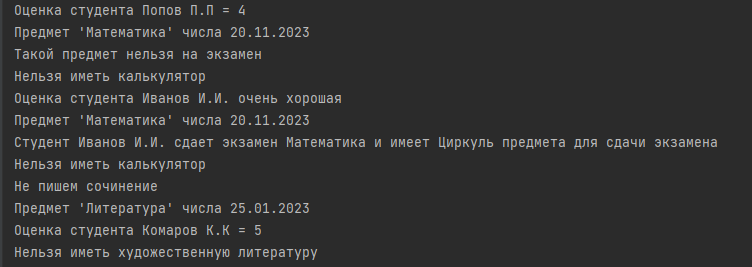 Оценка студента Попов П.П = 4
Предмет 'Математика' числа 20.11.2023
Такой предмет нельзя на экзамен
Нельзя иметь калькулятор
Оценка студента Иванов И.И. очень хорошая
Предмет 'Математика' числа 20.11.2023
Студент Иванов И.И. сдает экзамен Математика и имеет Циркуль предмета для сдачи экзамена
Нельзя иметь калькулятор
Не пишем сочинение
Предмет 'Литература' числа 25.01.2023
Оценка студента Комаров К.К = 5
Нельзя иметь художественную литературу